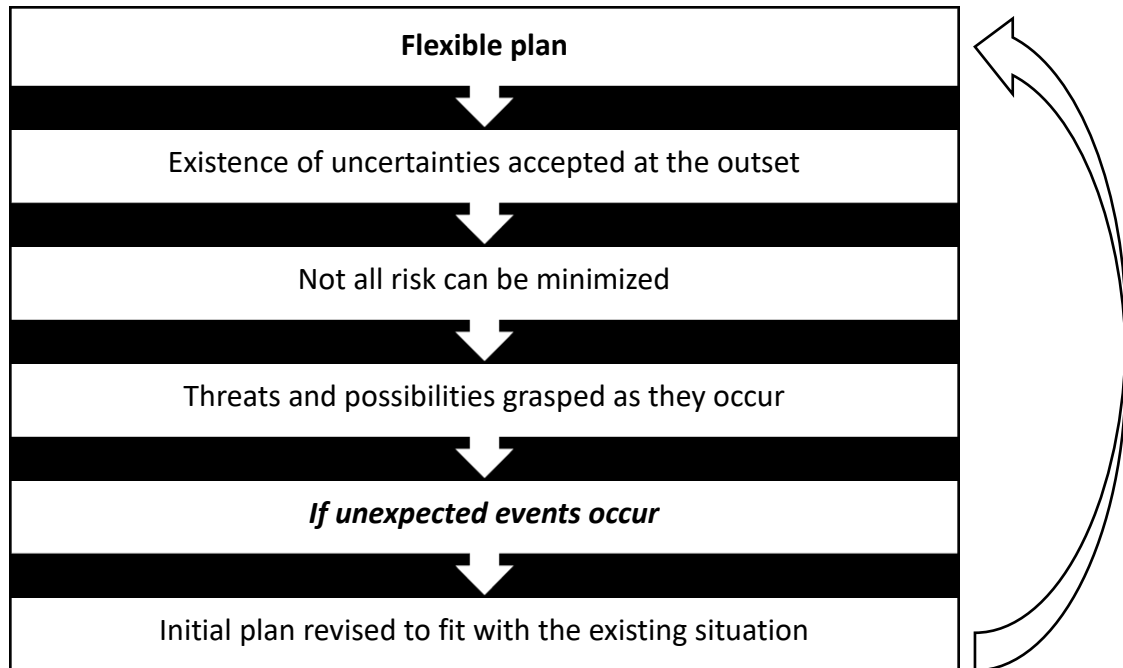 Flexible plan
Existence of uncertainties accepted at the outset
Not all risk can be minimized
Threats and possibilities grasped as they occur
If unexpected events occur
Initial plan revised to fit with the existing situation